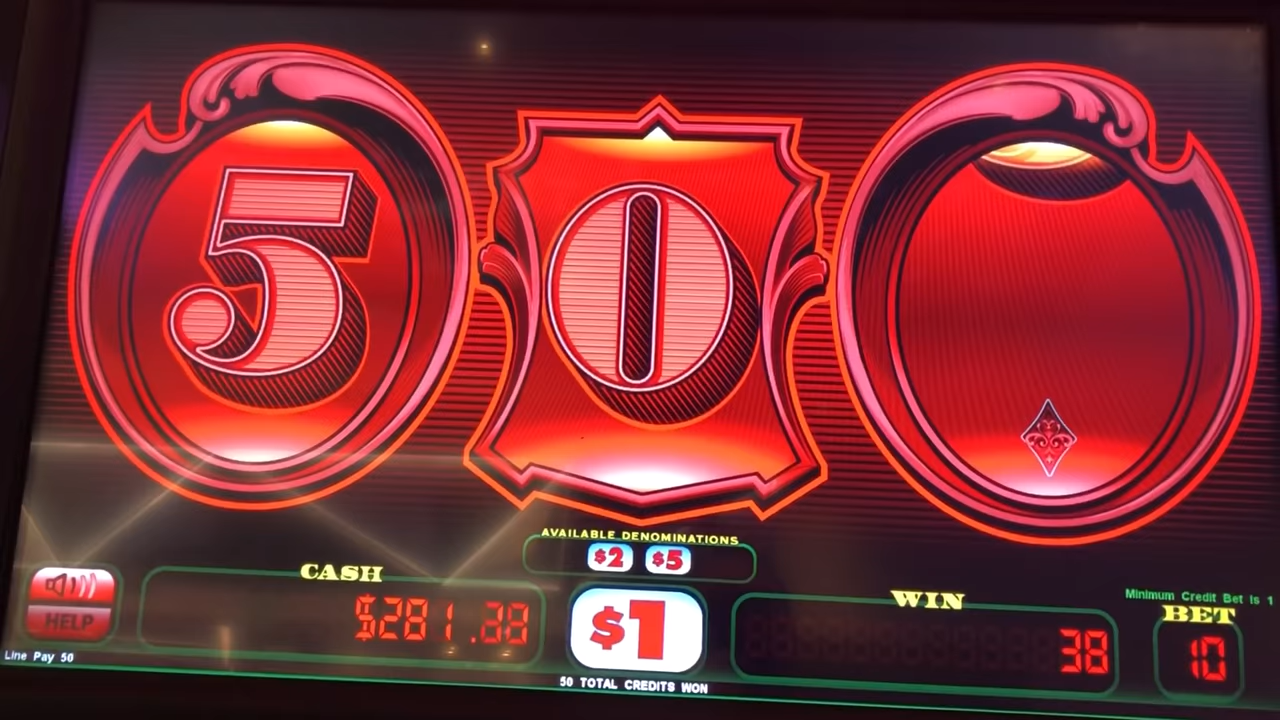 5 0
AVAILABLE DENOMINATIONS
$2 $5
CASH
$281.38
$1
WIN
38
Minimum Credit Bet is 1
BET
10
HELP
Line Pay 50
50 TOTAL CREDITS WON